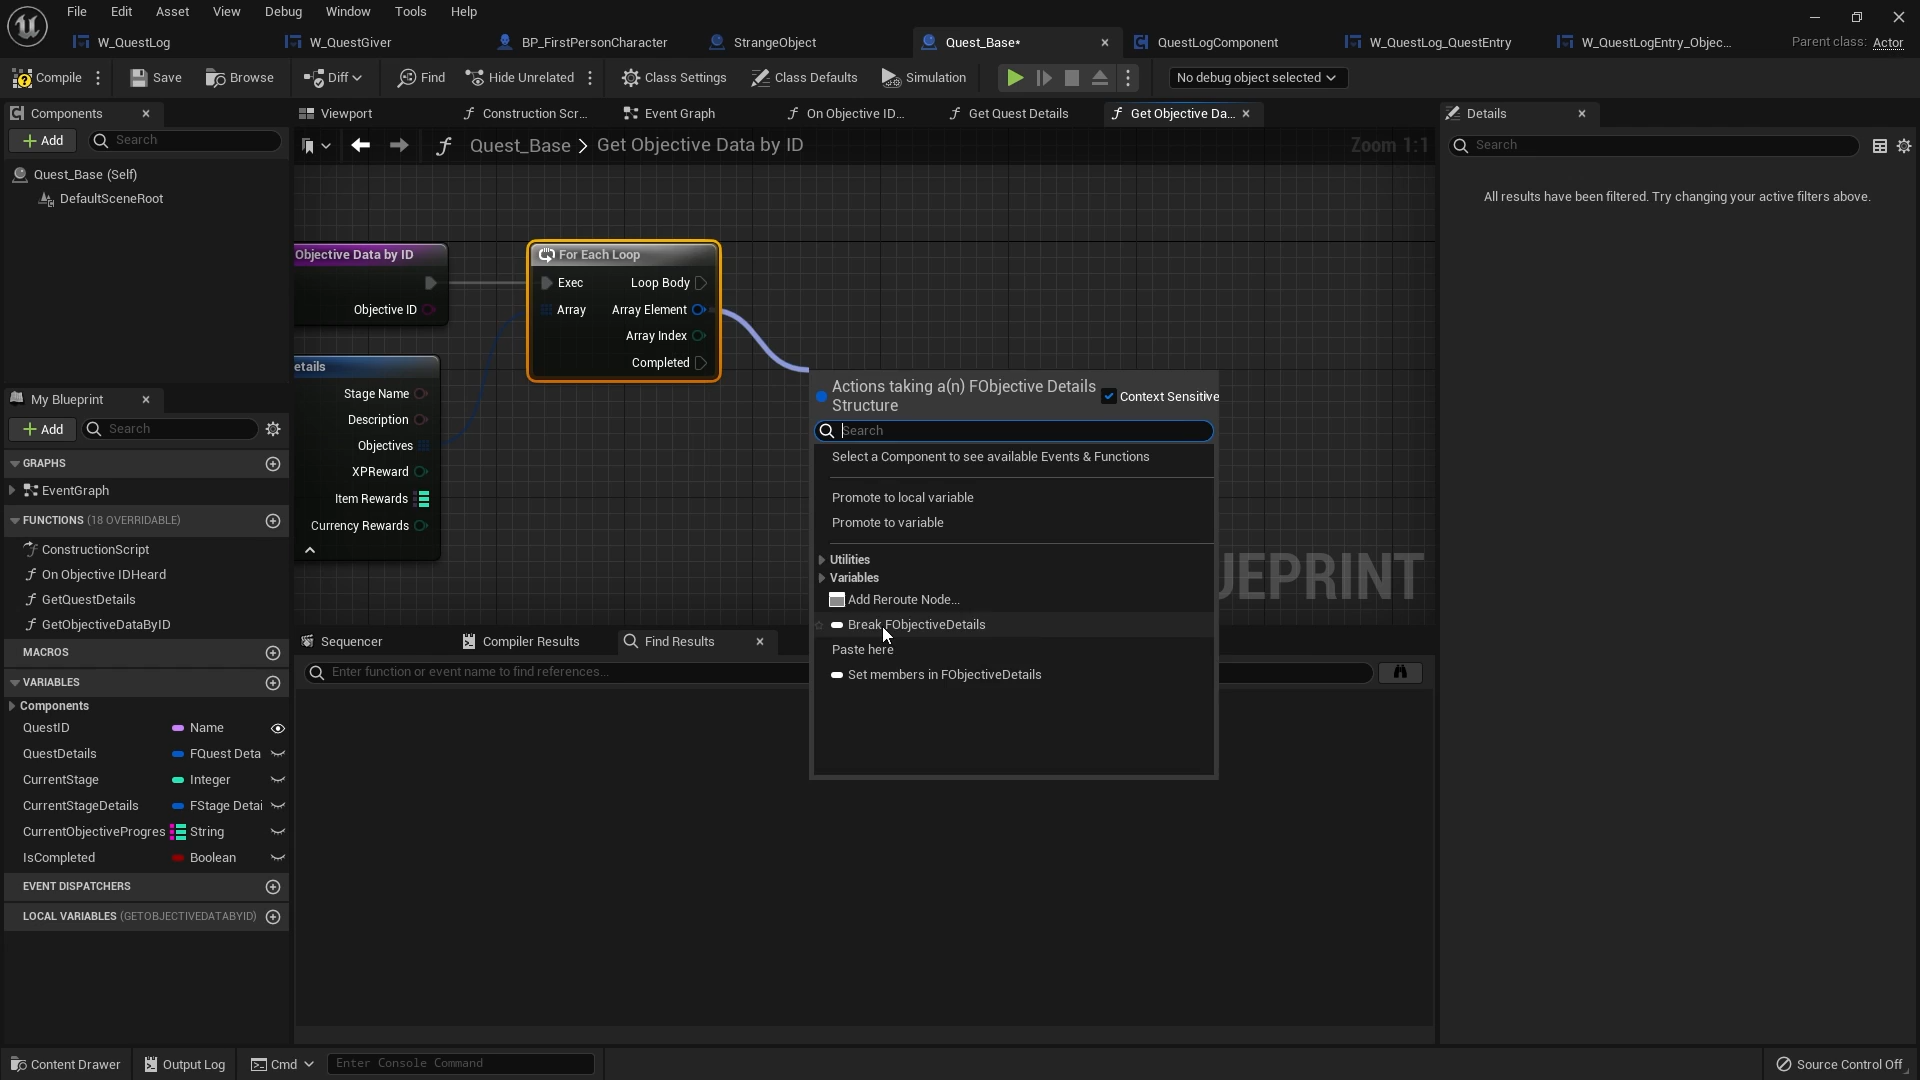 File Edit Asset View Debug Window Tools Help
W_QuestLog W_QuestGiver BP_FirstPersonCharacter StrangeObject Quest_Base* QuestLogComponent W_QuestLog_QuestEntry W_QuestLogEntry_Objec... Parent class: Actor
Compile Save Browse Diff Find Hide Unrelated Class Settings Class Defaults Simulation No debug object selected
Components
Add Search
Quest_Base (Self)
DefaultSceneRoot
Viewport Construction Scr... Event Graph On Objective ID... Get Quest Details Get Objective Da...
Quest_Base > Get Objective Data by ID Zoom 1:1
Objective Data by ID
Objective ID
etails
Stage Name
Description
Objectives
XPReward
Item Rewards
Currency Rewards
For Each Loop
Exec Loop Body
Array Array Element
Array Index
Completed
Actions taking a(n) FObjective Details
Structure
Context Sensitive
Search
Select a Component to see available Events & Functions
Promote to local variable
Promote to variable
Utilities
Variables
Add Reroute Node...
Break FObjectiveDetails
Paste here
Set members in FObjectiveDetails
UEPRINT
My Blueprint
Add Search
GRAPHS
EventGraph
FUNCTIONS (18 OVERRIDABLE)
ConstructionScript
On Objective IDHeard
GetQuestDetails
GetObjectiveDataByID
MACROS
VARIABLES
Components
QuestID Name
QuestDetails FQuest Deta
CurrentStage Integer
CurrentStageDetails FStage Detai
CurrentObjectiveProgres String
IsCompleted Boolean
EVENT DISPATCHERS
LOCAL VARIABLES (GETOBJECTIVEDATABYID)
Sequencer Compiler Results Find Results
Enter function or event name to find references...
Details
Search
All results have been filtered. Try changing your active filters above.
Content Drawer Output Log Cmd Enter Console Command Source Control Off